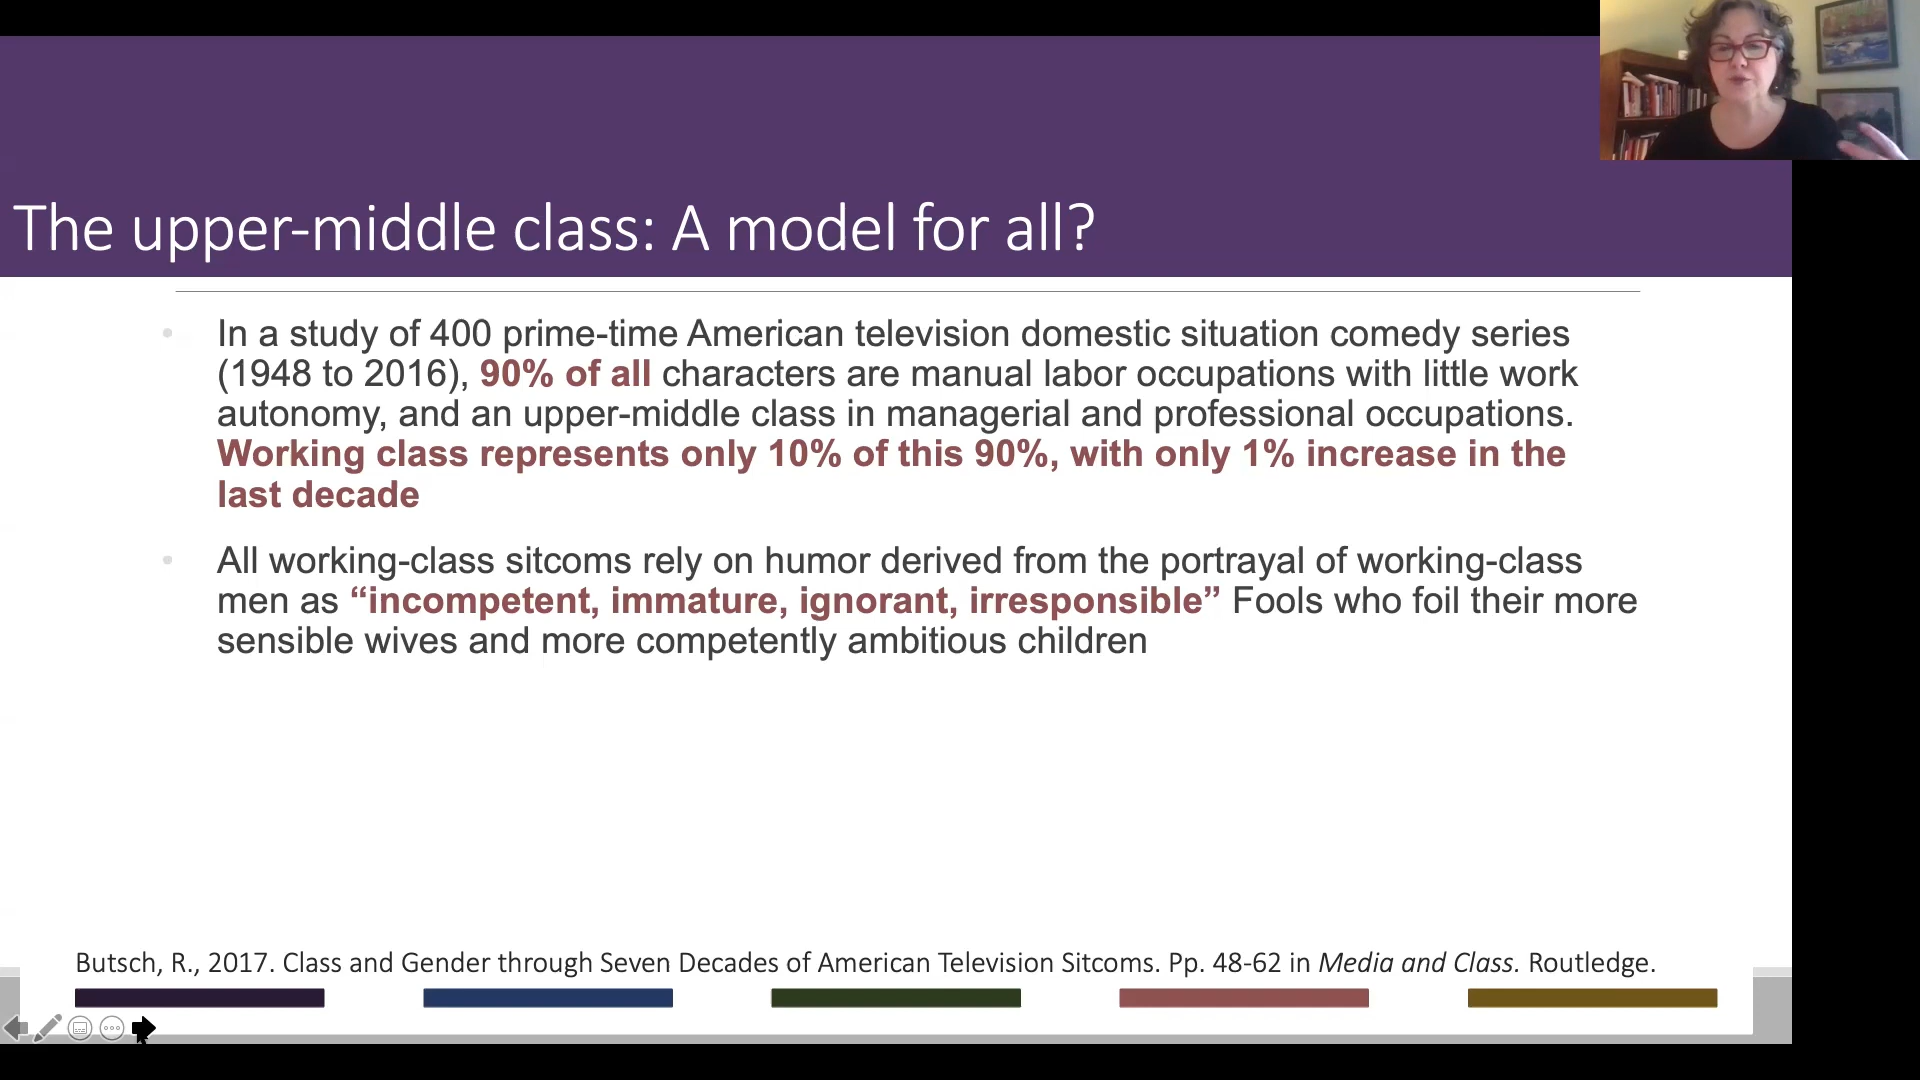 The upper-middle class: A model for all?
In a study of 400 prime-time American television domestic situation comedy series
(1948 to 2016), 90% of all characters are manual labor occupations with little work
autonomy, and an upper-middle class in managerial and professional occupations.
Working class represents only 10% of this 90%, with only 1% increase in the
last decade
All working-class sitcoms rely on humor derived from the portrayal of working-class
men as “incompetent, immature, ignorant, irresponsible” Fools who foil their more
sensible wives and more competently ambitious children
Butsch, R., 2017. Class and Gender through Seven Decades of American Television Sitcoms. Pp. 48-62 in Media and Class. Routledge.